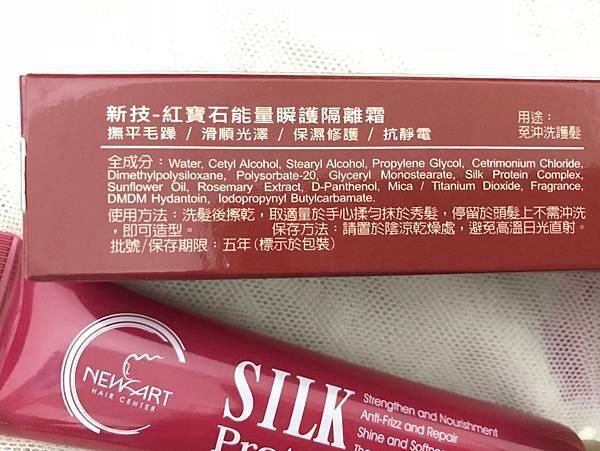 新技-紅寶石能量瞬護隔離霜
撫平毛躁 / 滑順光澤 / 保濕修護 / 抗靜電
用途：
免沖洗護髮
全成分：Water, Cetyl Alcohol, Stearyl Alcohol, Propylene Glycol, Cetrimonium Chloride,
Dimethylpolysiloxane, Polysorbate-20, Glyceryl Monostearate, Silk Protein Complex,
Sunflower Oil, Rosemary Extract, D-Panthenol, Mica / Titanium Dioxide, Fragrance,
DMDM Hydantoin, Iodopropynyl Butylcarbamate.
使用方法：洗髮後擦乾，取適量於手心揉勻抹於秀髮，停留於頭髮上不需沖洗
，即可造型。 保存方法：請置於陰涼乾燥處，避免高溫日光直射。
批號/保存期限：五年(標示於包裝)
NEWART
HAIR CENTER
SILK
Strengthen and Nourishment
Anti-Frizz and Repair
Shine and Softness